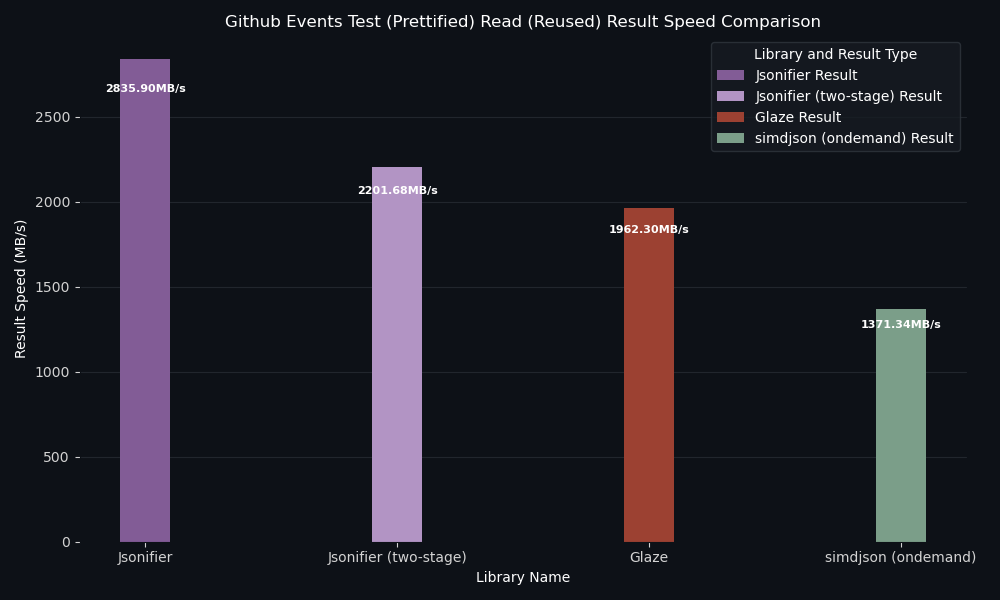 Github Events Test (Prettified) Read (Reused) Result Speed Comparison
Library and Result Type
Jsonifier Result
Jsonifier (two-stage) Result
Glaze Result
simdjson (ondemand) Result
2835.90MB/s
2201.68MB/s
1962.30MB/s
1371.34MB/s
Result Speed (MB/s)
2500
2000
1500
1000
500
0
Jsonifier
Jsonifier (two-stage)
Glaze
simdjson (ondemand)
Library Name